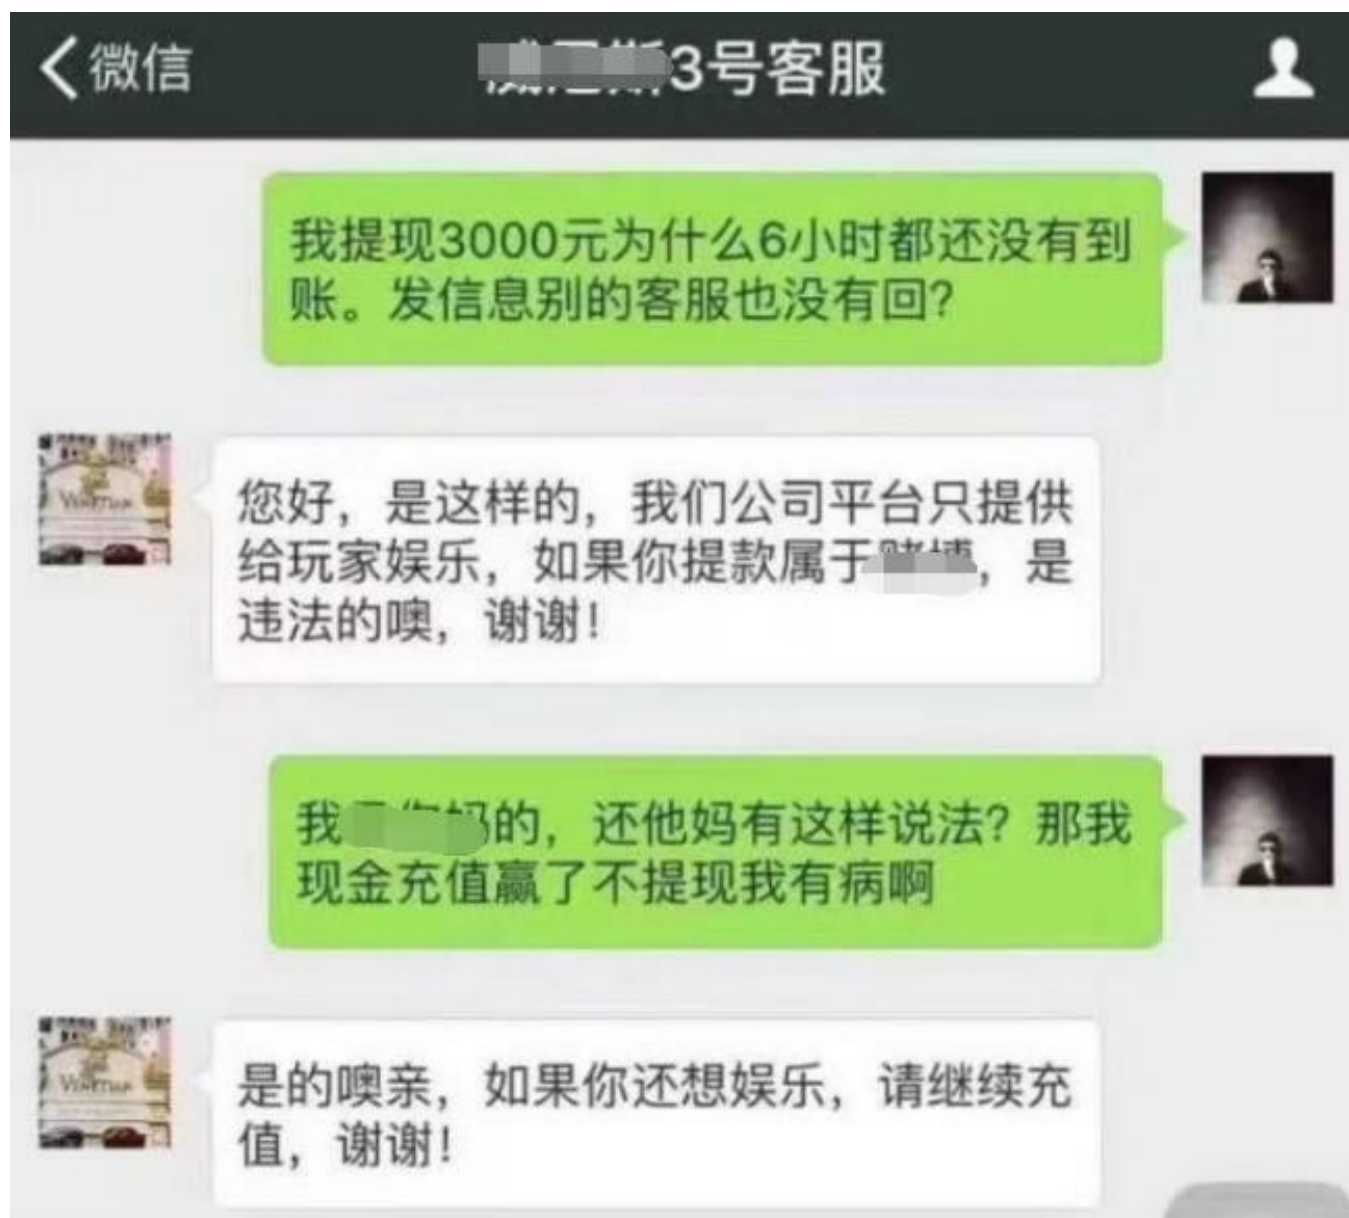 微信
3号客服
我提现3000元为什么6小时都还没有到
账。发信息别的客服也没有回？
您好，是这样的，我们公司平台只提供
给玩家娱乐，如果你提款属于赌博，是
违法的噢，谢谢！
我 妈的，还他妈有这样说法？那我
现金充值赢了不提现我有病啊
是的噢亲，如果你还想娱乐，请继续充
值，谢谢！